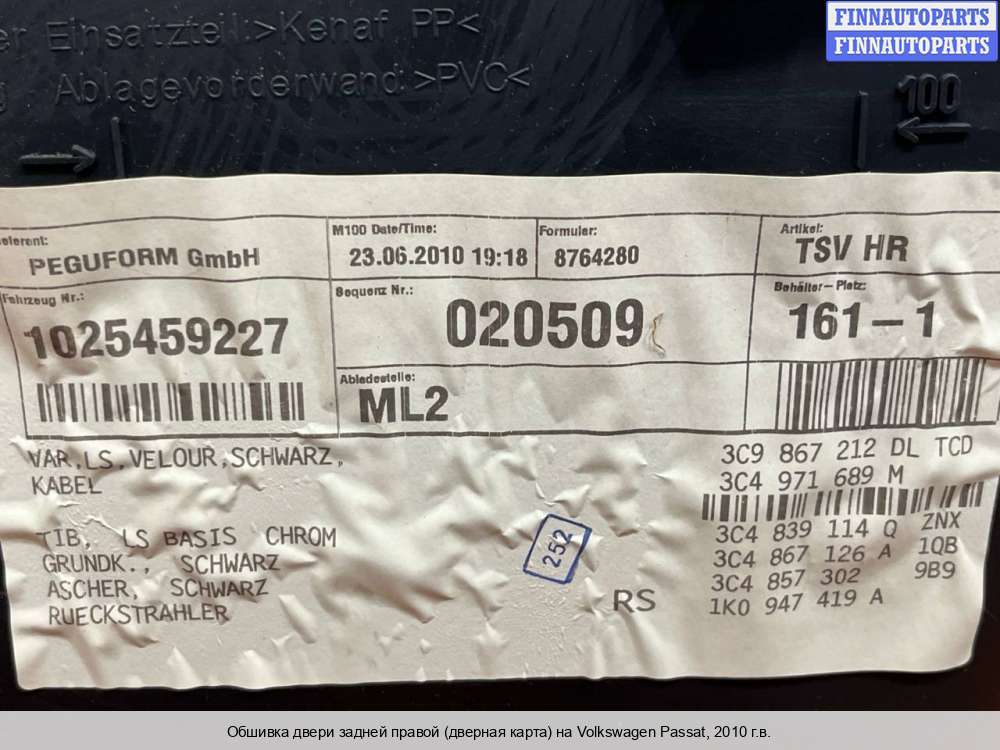 FINNAUTOPARTS
FINNAUTOPARTS
Einsatzteil >Kenaf PP<
Ablagevorderwand >PVC<
100
PEGUFORM GmbH
M100 Date/Time:
23.06.2010 19:18
Formular:
8764280
Artikel:
TSV HR
Fahrzeug Nr.:
1025459227
Sequenz Nr.:
020509
Behälter-Platz:
161-1
Abladestelle:
ML2
VAR,LS,VELOUR,SCHWARZ,
KABEL
TIB, LS BASIS CHROM
GRUNDK., SCHWARZ
ASCHER, SCHWARZ
RUECKSTRAHLER
252
RS
3C9 867 212 DL TCD
3C4 971 689 M
3C4 839 114 Q ZNX
3C4 867 126 A 1QB
3C4 857 302 9B9
1K0 947 419 A
Обшивка двери задней правой (дверная карта) на Volkswagen Passat, 2010 г.в.